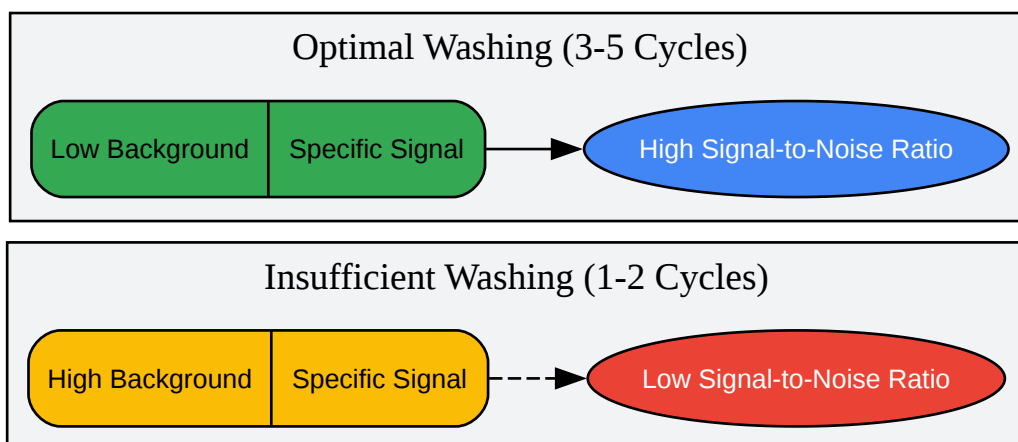 Optimal Washing (3-5 Cycles)
Low Background
Specific Signal
High Signal-to-Noise Ratio
Insufficient Washing (1-2 Cycles)
High Background
Specific Signal
Low Signal-to-Noise Ratio